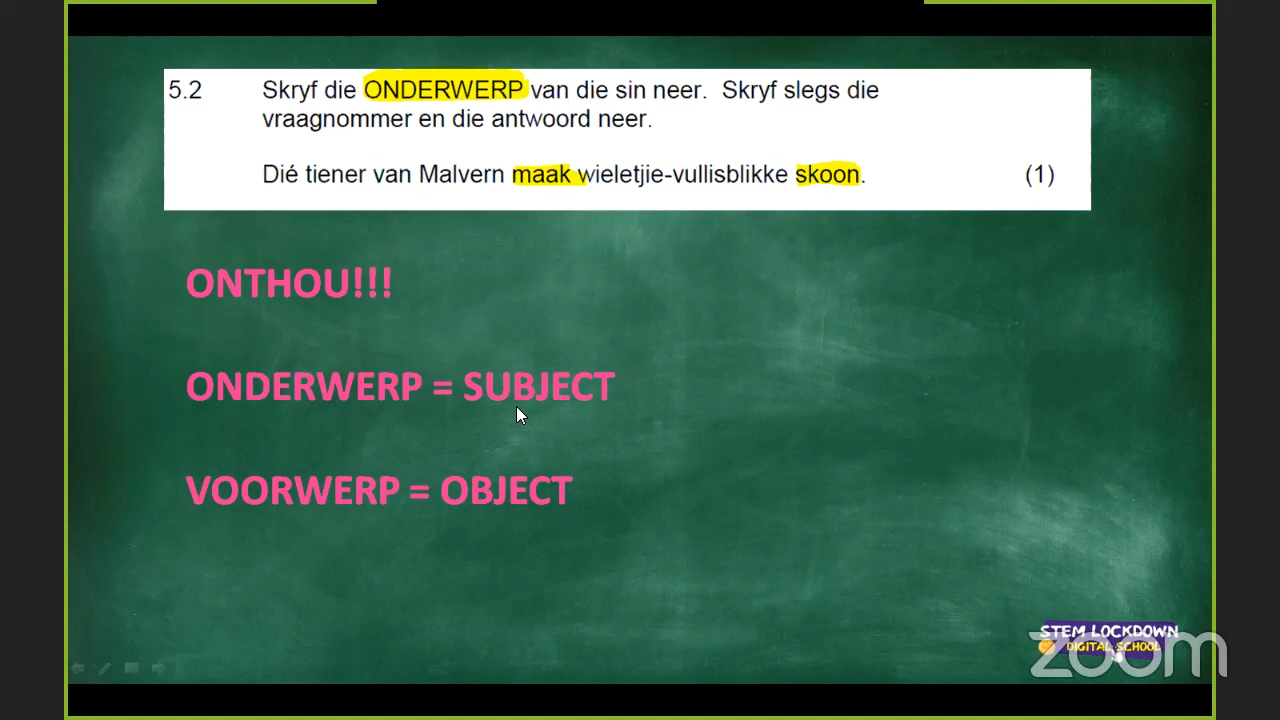 5.2 Skryf die ONDERWERP van die sin neer. Skryf slegs die
vraagnommer en die antwoord neer.
Dié tiener van Malvern maak wieletjie-vullisblikke skoon. (1)
ONTHOU!!!
ONDERWERP = SUBJECT
VOORWERP = OBJECT
STEM LOCKDOWN
DIGITAL SCHOOL
zoom